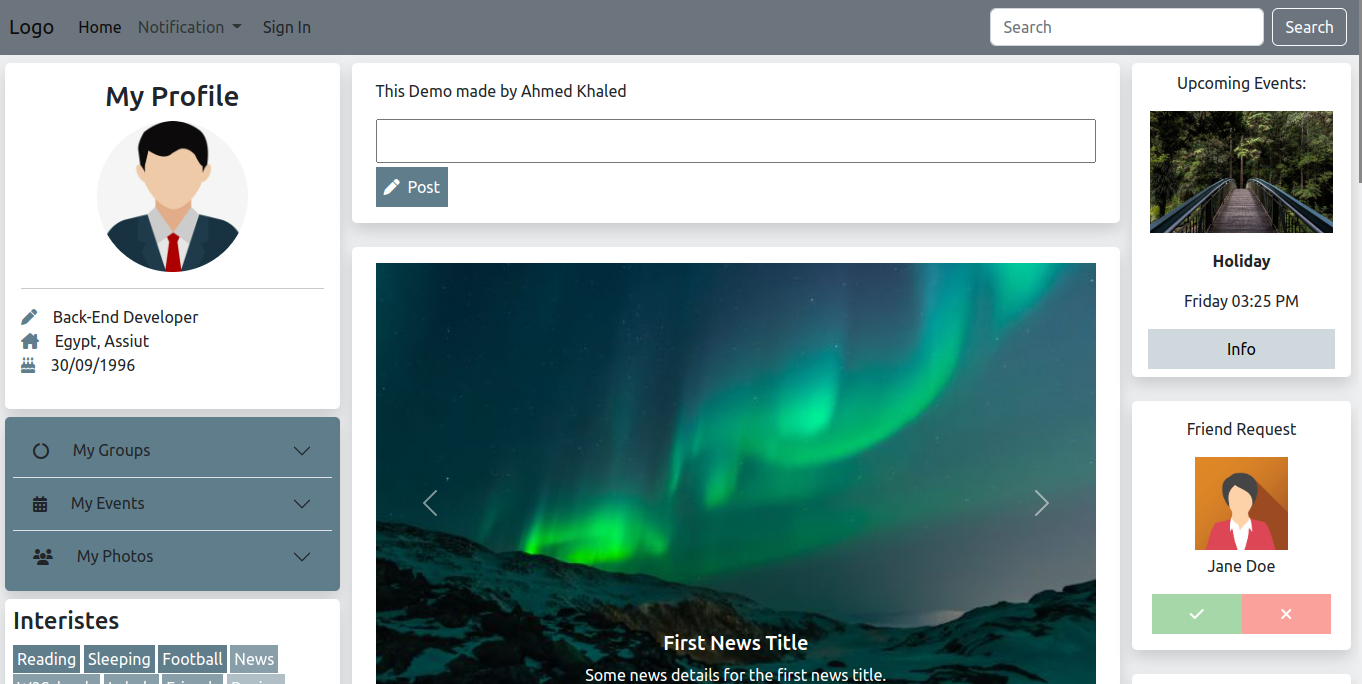 Logo Home Notification Sign In Search Search
My Profile
Back-End Developer
Egypt, Assiut
30/09/1996
My Groups
My Events
My Photos
Interistes
Reading Sleeping Football News
This Demo made by Ahmed Khaled
Post
First News Title
Some news details for the first news title.
Upcoming Events:
Holiday
Friday 03:25 PM
Info
Friend Request
Jane Doe